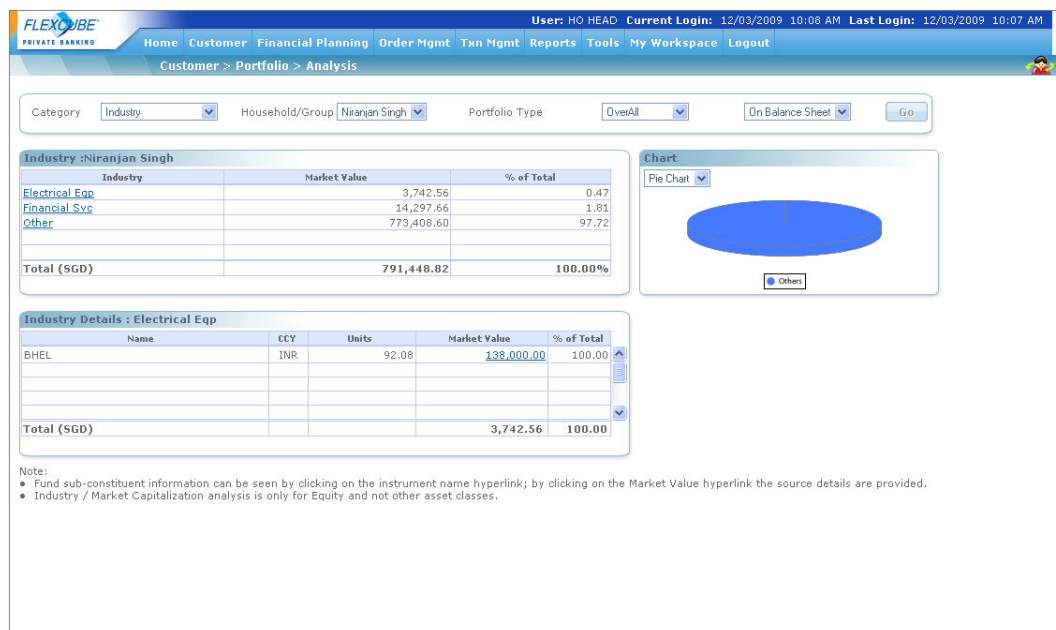 FLEXCUBE®
PRIVATE BANKING
User: HO HEAD Current Login: 12/03/2009 10:08 AM Last Login: 12/03/2009 10:07 AM
Home Customer Financial Planning Order Mgmt Txn Mgmt Reports Tools My Workspace Logout
Customer > Portfolio > Analysis
Category Industry Household/Group Niranjan Singh Portfolio Type OverAll On Balance Sheet Go
Industry :Niranjan Singh
Industry Market Value % of Total
Electrical Eqp 3,742.56 0.47
Financial Svc 14,297.66 1.81
Other 773,408.60 97.72
Total (SGD) 791,448.82 100.00%
Chart
Pie Chart
Others
Industry Details : Electrical Eqp
Name CCY Units Market Value % of Total
BHEL INR 92.08 138,000.00 100.00
Total (SGD) 3,742.56 100.00
Note:
• Fund sub-constituent information can be seen by clicking on the instrument name hyperlink; by clicking on the Market Value hyperlink the source details are provided.
• Industry / Market Capitalization analysis is only for Equity and not other asset classes.